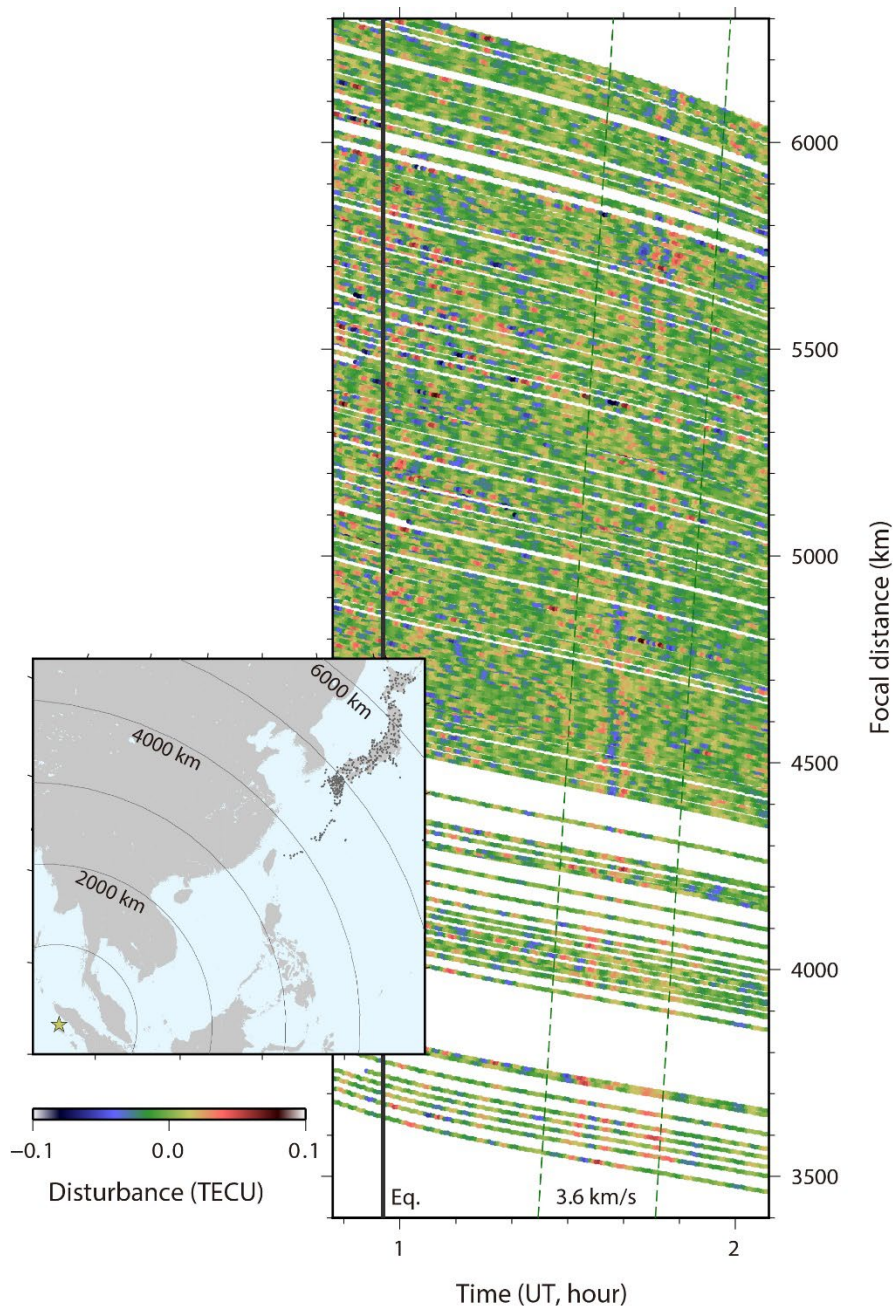 6000
5500
5000
4500
4000
3500
Focal distance (km)
6000 km
4000 km
2000 km
−0.1
0.0
0.1
Disturbance (TECU)
Eq.
3.6 km/s
1
2
Time (UT, hour)